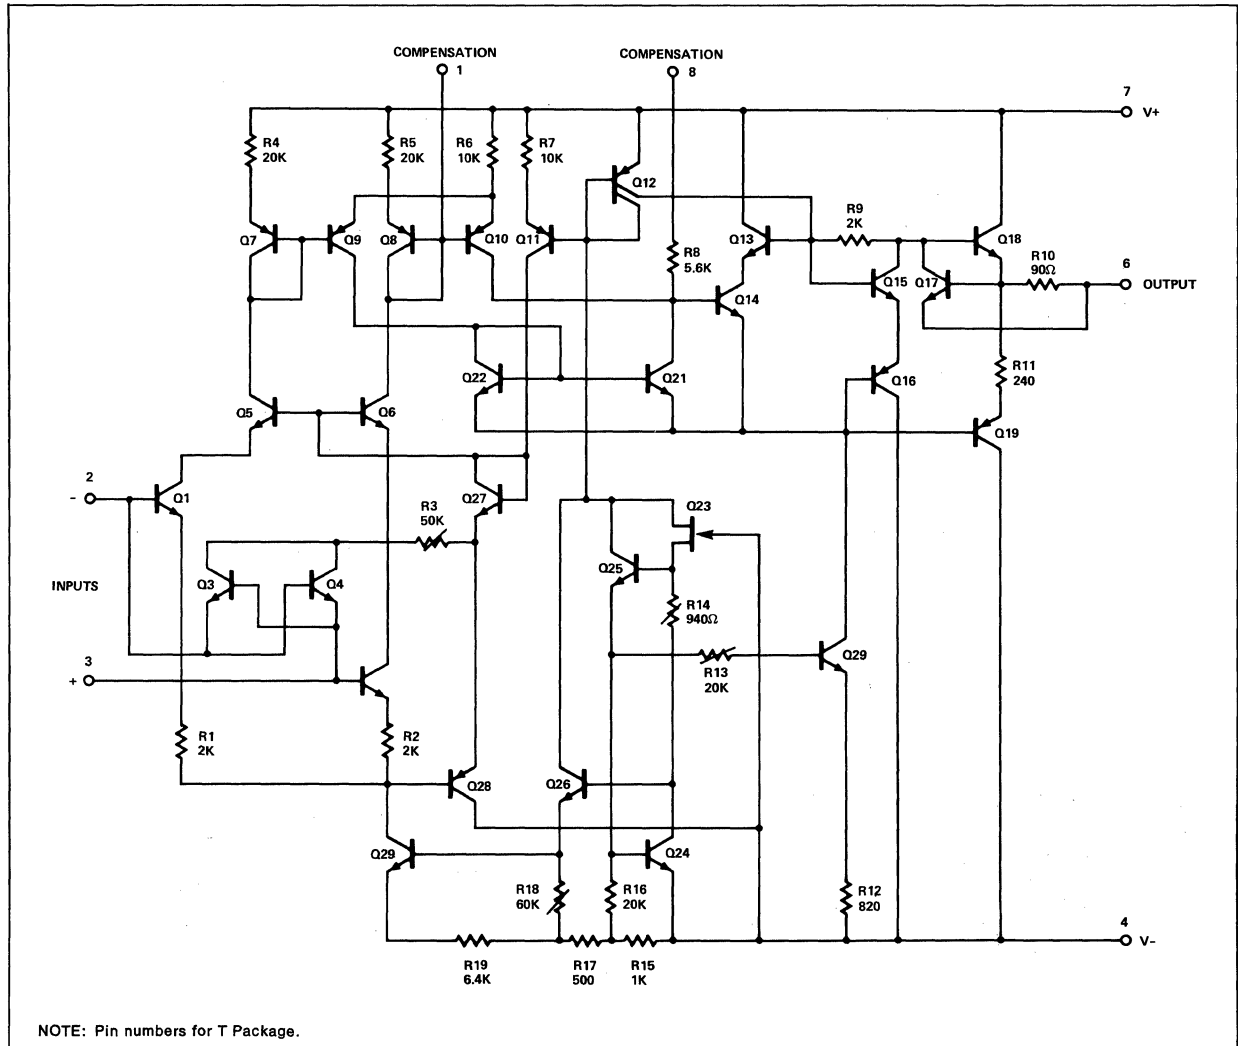 COMPENSATION
1
COMPENSATION
8
7
V+
R4
20K
R5
20K
R6
10K
R7
10K
Q12
R9
2K
Q7
Q9
Q8
Q10
Q11
R8
5.6K
Q13
Q18
R10
90Ω
6
OUTPUT
Q14
Q15
Q17
Q22
Q21
Q16
R11
240
Q5
Q6
Q19
2
-
Q1
Q27
R3
50K
Q23
INPUTS
Q3
Q4
Q25
R14
940Ω
3
+
R13
20K
Q29
R1
2K
R2
2K
Q28
Q26
Q29
Q24
R18
60K
R16
20K
R12
820
4
V-
R19
6.4K
R17
500
R15
1K
NOTE: Pin numbers for T Package.